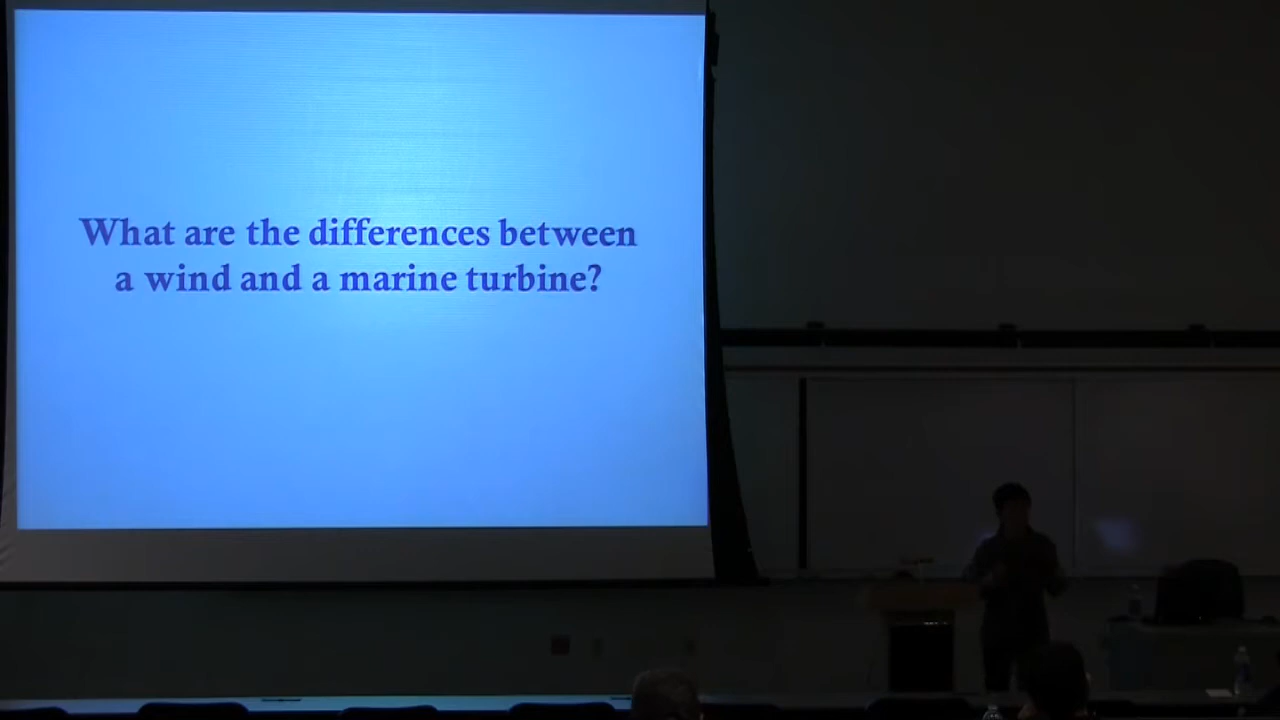 What are the differences between
a wind and a marine turbine?